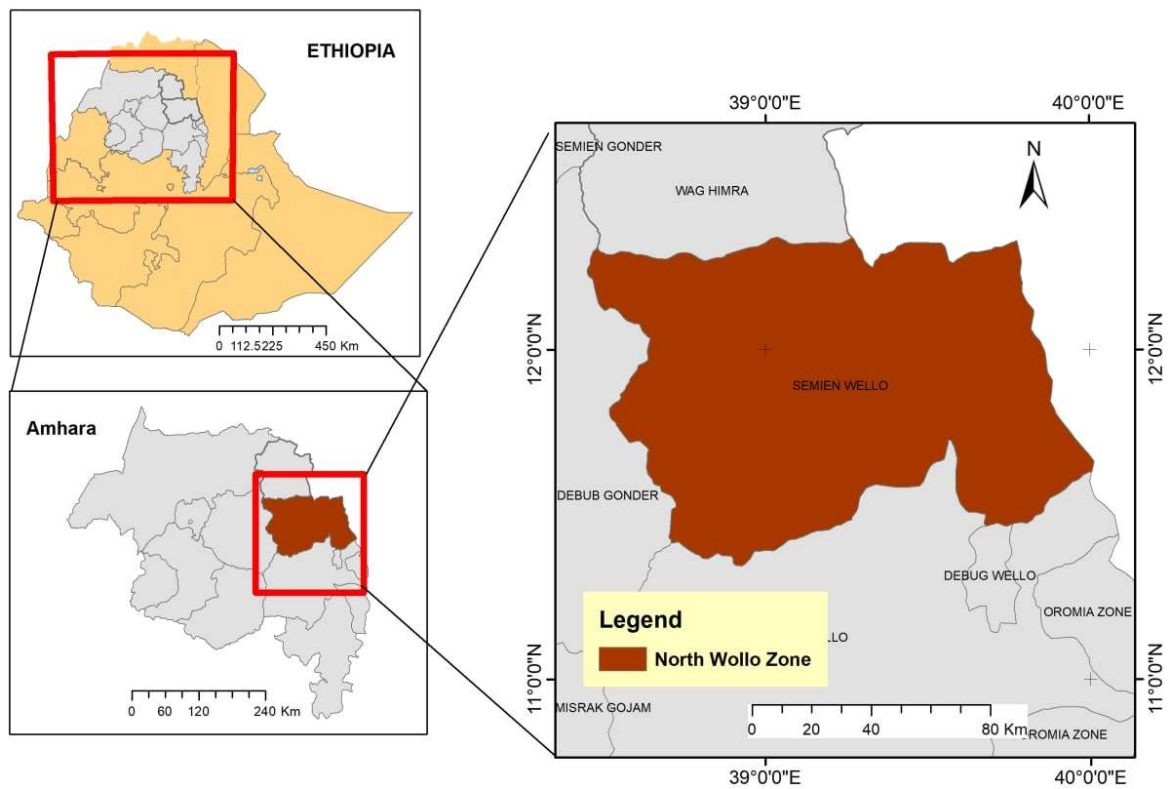 ETHIOPIA
0 112.5225 450 Km
Amhara
0 60 120 240 Km
39°0'0"E 40°0'0"E
SEMIEN GONDER
WAG HIMRA
N
12°0'0"N 12°0'0"N
SEMIEN WELLO
DEBUB GONDER
DEBUG WELLO
OROMIA ZONE
Legend
LLO
North Wollo Zone
11°0'0"N 11°0'0"N
MISRAK GOJAM
0 20 40 80 Km
OROMIA ZONE
39°0'0"E 40°0'0"E